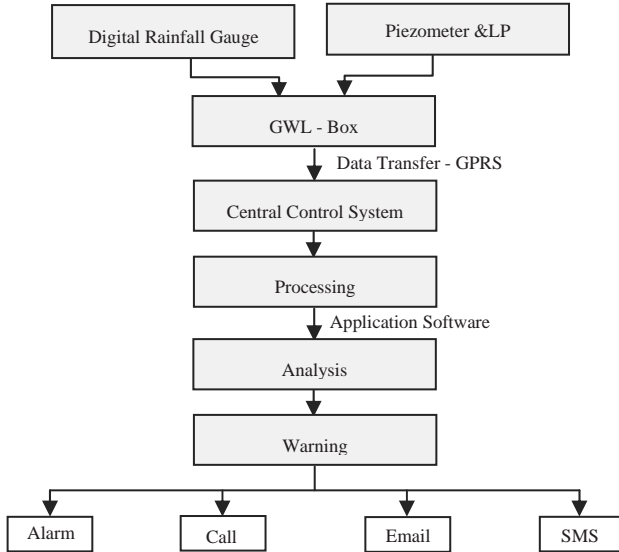 Digital Rainfall Gauge
Piezometer &LP
GWL - Box
Data Transfer - GPRS
Central Control System
Processing
Application Software
Analysis
Warning
Alarm
Call
Email
SMS